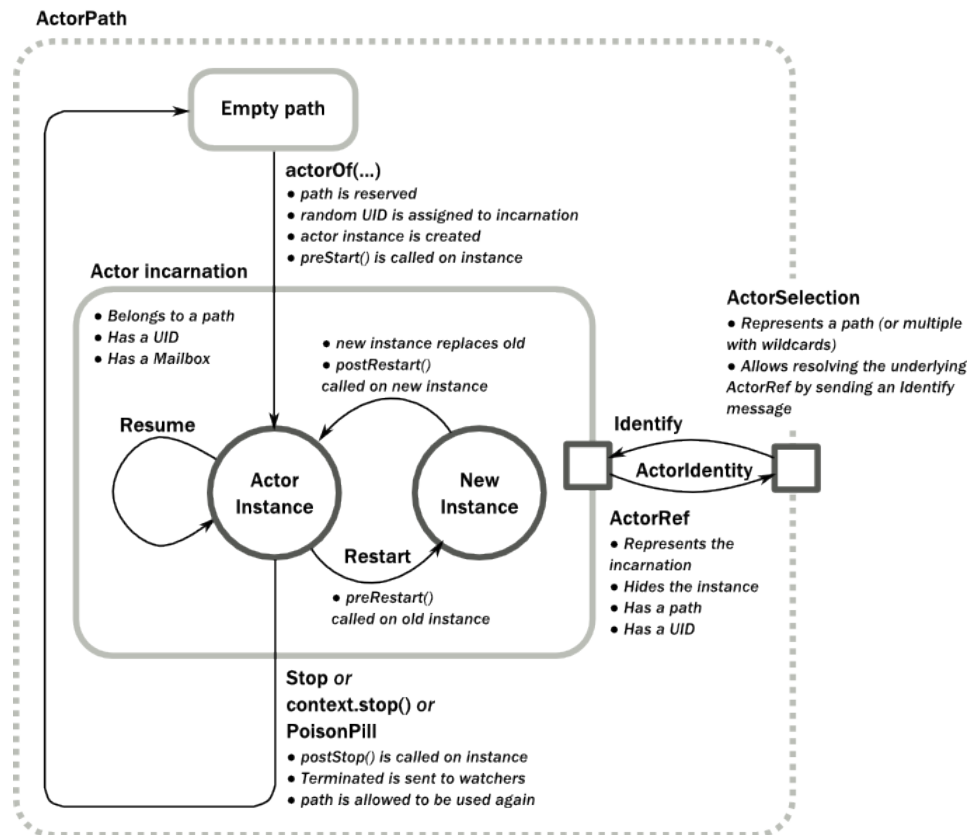 ActorPath
Empty path
actorOf(...)
● path is reserved
● random UID is assigned to incarnation
● actor instance is created
● preStart() is called on instance
Actor incarnation
● Belongs to a path
● Has a UID
● Has a Mailbox
● new instance replaces old
● postRestart()
called on new instance
Resume
Actor
Instance
New
Instance
Restart
● preRestart()
called on old instance
ActorSelection
● Represents a path (or multiple
with wildcards)
● Allows resolving the underlying
ActorRef by sending an Identify
message
Identify
ActorIdentity
ActorRef
● Represents the
incarnation
● Hides the instance
● Has a path
● Has a UID
Stop or
context.stop() or
PoisonPill
● postStop() is called on instance
● Terminated is sent to watchers
● path is allowed to be used again